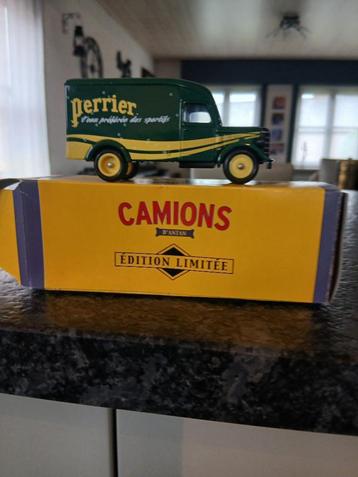 Perrier
l'eau préférée des sportifs
CAMIONS
D'ANTAN
ÉDITION LIMITÉE